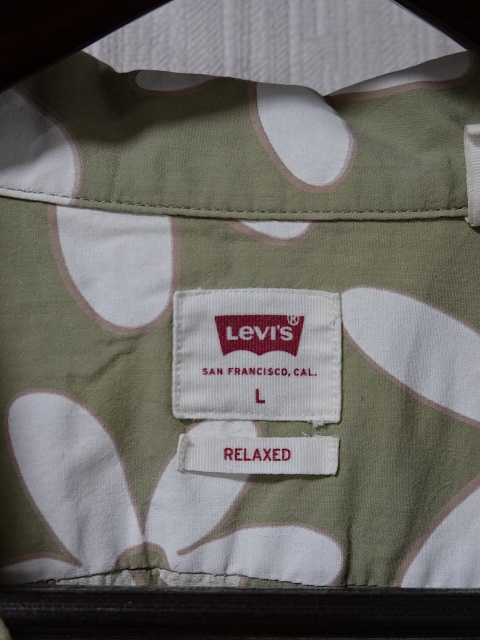 LEVI'S®
SAN FRANCISCO, CAL.
L
RELAXED